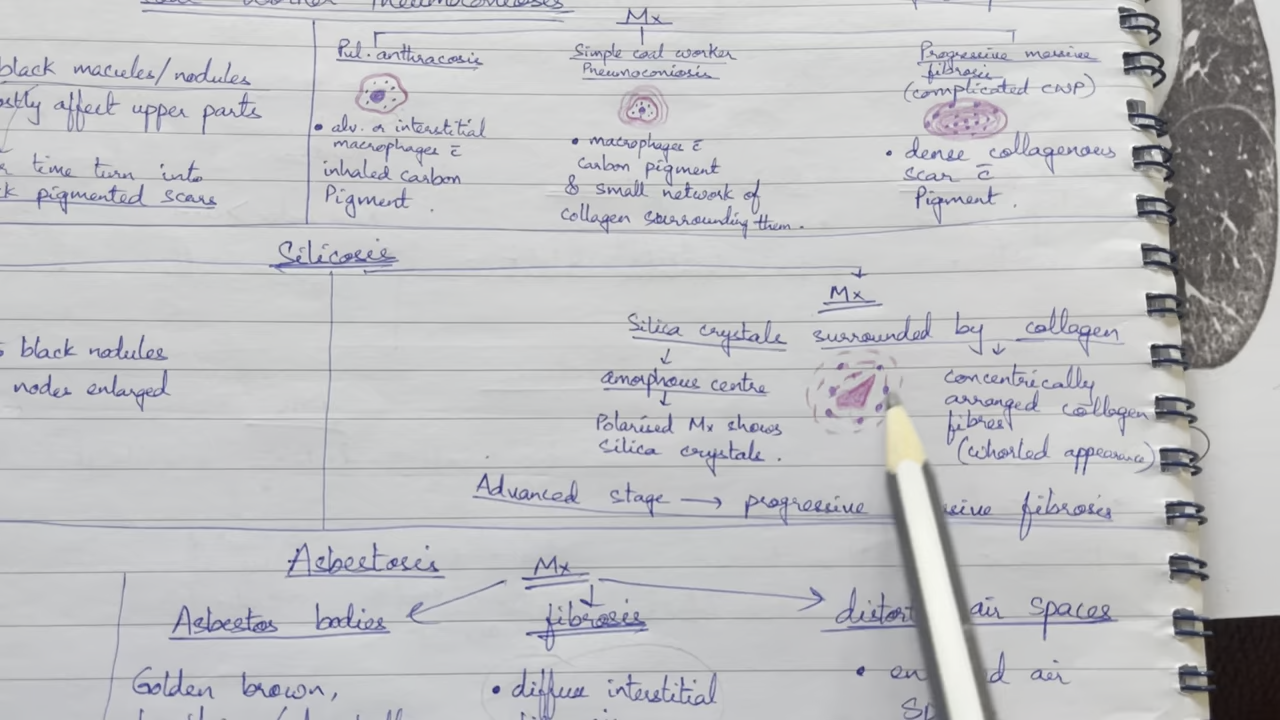 Mx
Pul. anthracosis
Simple coal worker
Pneumoconiosis
Progressive massive
fibrosis
(complicated CWP)
black macules/nodules
affect upper parts
time turn into
pigmented scars
• alv. or interstitial
macrophages c̄
inhaled carbon
Pigment.
• macrophages c̄
carbon pigment
& small network of
collagen surrounding them.
• dense collagenous
scar c̄
Pigment.
Silicosis
Mx
black nodules
nodes enlarged
Silica crystals surrounded by collagen
↓
amorphous centre
↓
Polarised Mx shows
silica crystals.
↓ ↓
concentrically
arranged collagen
fibres
(whorled appearance)
Advanced stage → progressive fibrosis
Asbestosis
Mx
Asbestos bodies
fibrosis
air spaces
Golden brown,
• diffuse interstitial
• air